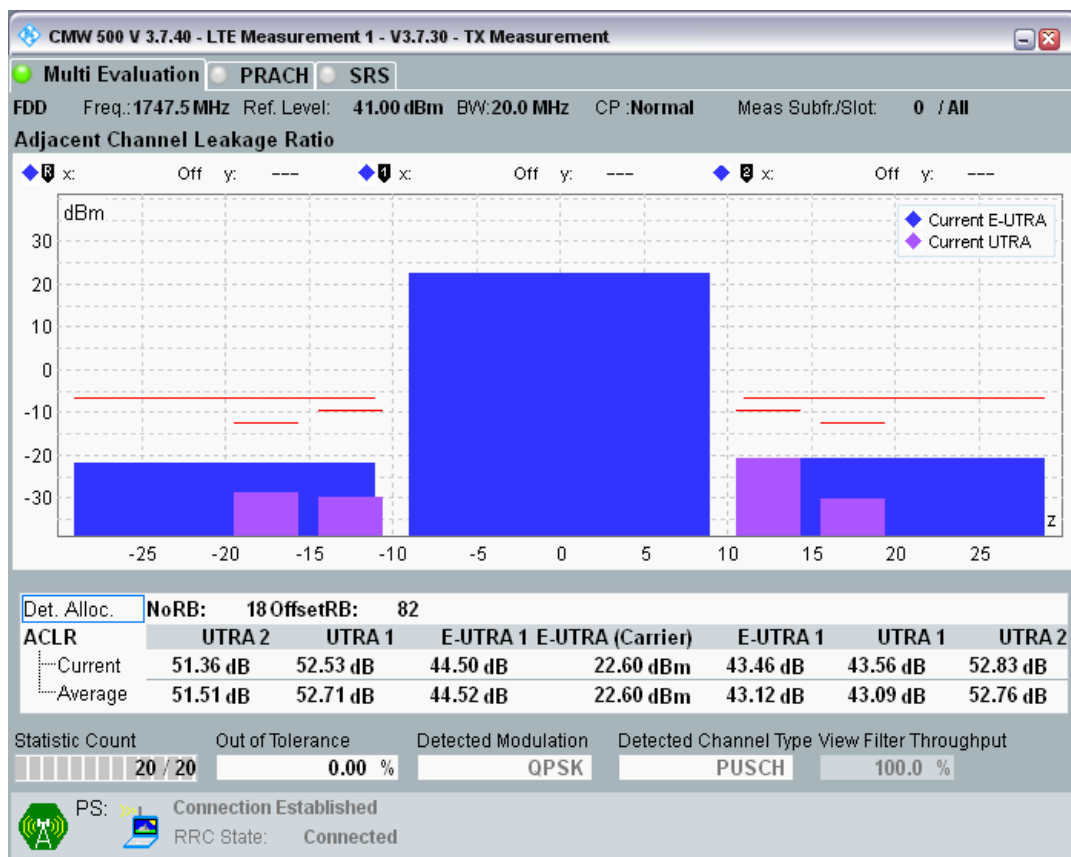 CMW 500 V 3.7.40 - LTE Measurement 1 - V3.7.30 - TX Measurement
Multi Evaluation PRACH SRS
FDD Freq.:1747.5 MHz Ref. Level: 41.00 dBm BW:20.0 MHz CP :Normal Meas Subfr./Slot: 0 / All
Adjacent Channel Leakage Ratio
R x: Off y: --- 1 x: Off y: --- 2 x: Off y: ---
dBm
Current E-UTRA
Current UTRA
30
20
10
0
-10
-20
-30
z
-25 -20 -15 -10 -5 0 5 10 15 20 25
Det. Alloc. NoRB: 18 OffsetRB: 82
ACLR UTRA 2 UTRA 1 E-UTRA 1 E-UTRA (Carrier) E-UTRA 1 UTRA 1 UTRA 2
Current 51.36 dB 52.53 dB 44.50 dB 22.60 dBm 43.46 dB 43.56 dB 52.83 dB
Average 51.51 dB 52.71 dB 44.52 dB 22.60 dBm 43.12 dB 43.09 dB 52.76 dB
Statistic Count Out of Tolerance Detected Modulation Detected Channel Type View Filter Throughput
20 / 20 0.00 % QPSK PUSCH 100.0 %
PS: Connection Established
RRC State: Connected